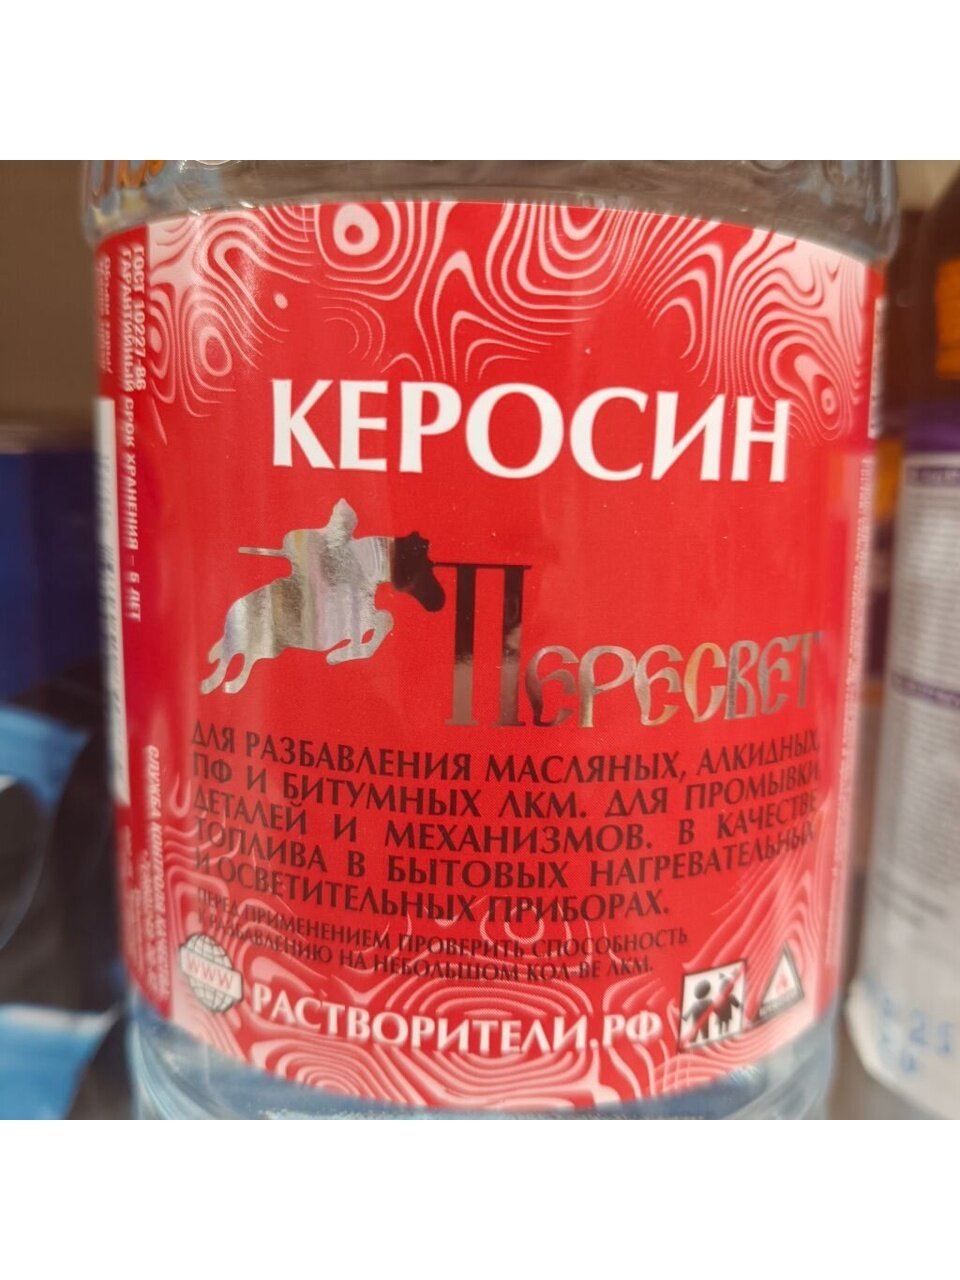 КЕРОСИН
ПЕРЕСВЕТ
ДЛЯ РАЗБАВЛЕНИЯ МАСЛЯНЫХ, АЛКИДНЫХ,
ПФ И БИТУМНЫХ ЛКМ. ДЛЯ ПРОМЫВКИ
ДЕТАЛЕЙ И МЕХАНИЗМОВ. В КАЧЕСТВЕ
ТОПЛИВА В БЫТОВЫХ НАГРЕВАТЕЛЬНЫХ
И ОСВЕТИТЕЛЬНЫХ ПРИБОРАХ.
ПЕРЕД ПРИМЕНЕНИЕМ ПРОВЕРИТЬ СПОСОБНОСТЬ
К РАЗБАВЛЕНИЮ НА НЕБОЛЬШОМ КОЛ-ВЕ ЛКМ.
WWW
РАСТВОРИТЕЛИ.РФ
ГОСТ 10227-86
ГАРАНТИЙНЫЙ СРОК ХРАНЕНИЯ – 5 ЛЕТ
СЛУЖБА КОНТРОЛЯ